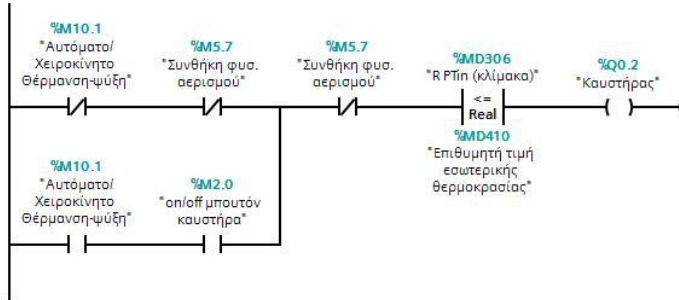 %M10.1
"Αυτόματο/
Χειροκίνητο
Θέρμανση-ψύξη"
%M5.7
"Συνθήκη φυσ.
αερισμού"
%M5.7
"Συνθήκη φυσ.
αερισμού"
%MD306
"R PTin (κλίμακα)"
<=
Real
%MD410
"Επιθυμητή τιμή
εσωτερικής
θερμοκρασίας"
%Q0.2
"Καυστήρας"
%M10.1
"Αυτόματο/
Χειροκίνητο
Θέρμανση-ψύξη"
%M2.0
"on/off μπουτόν
καυστήρα"